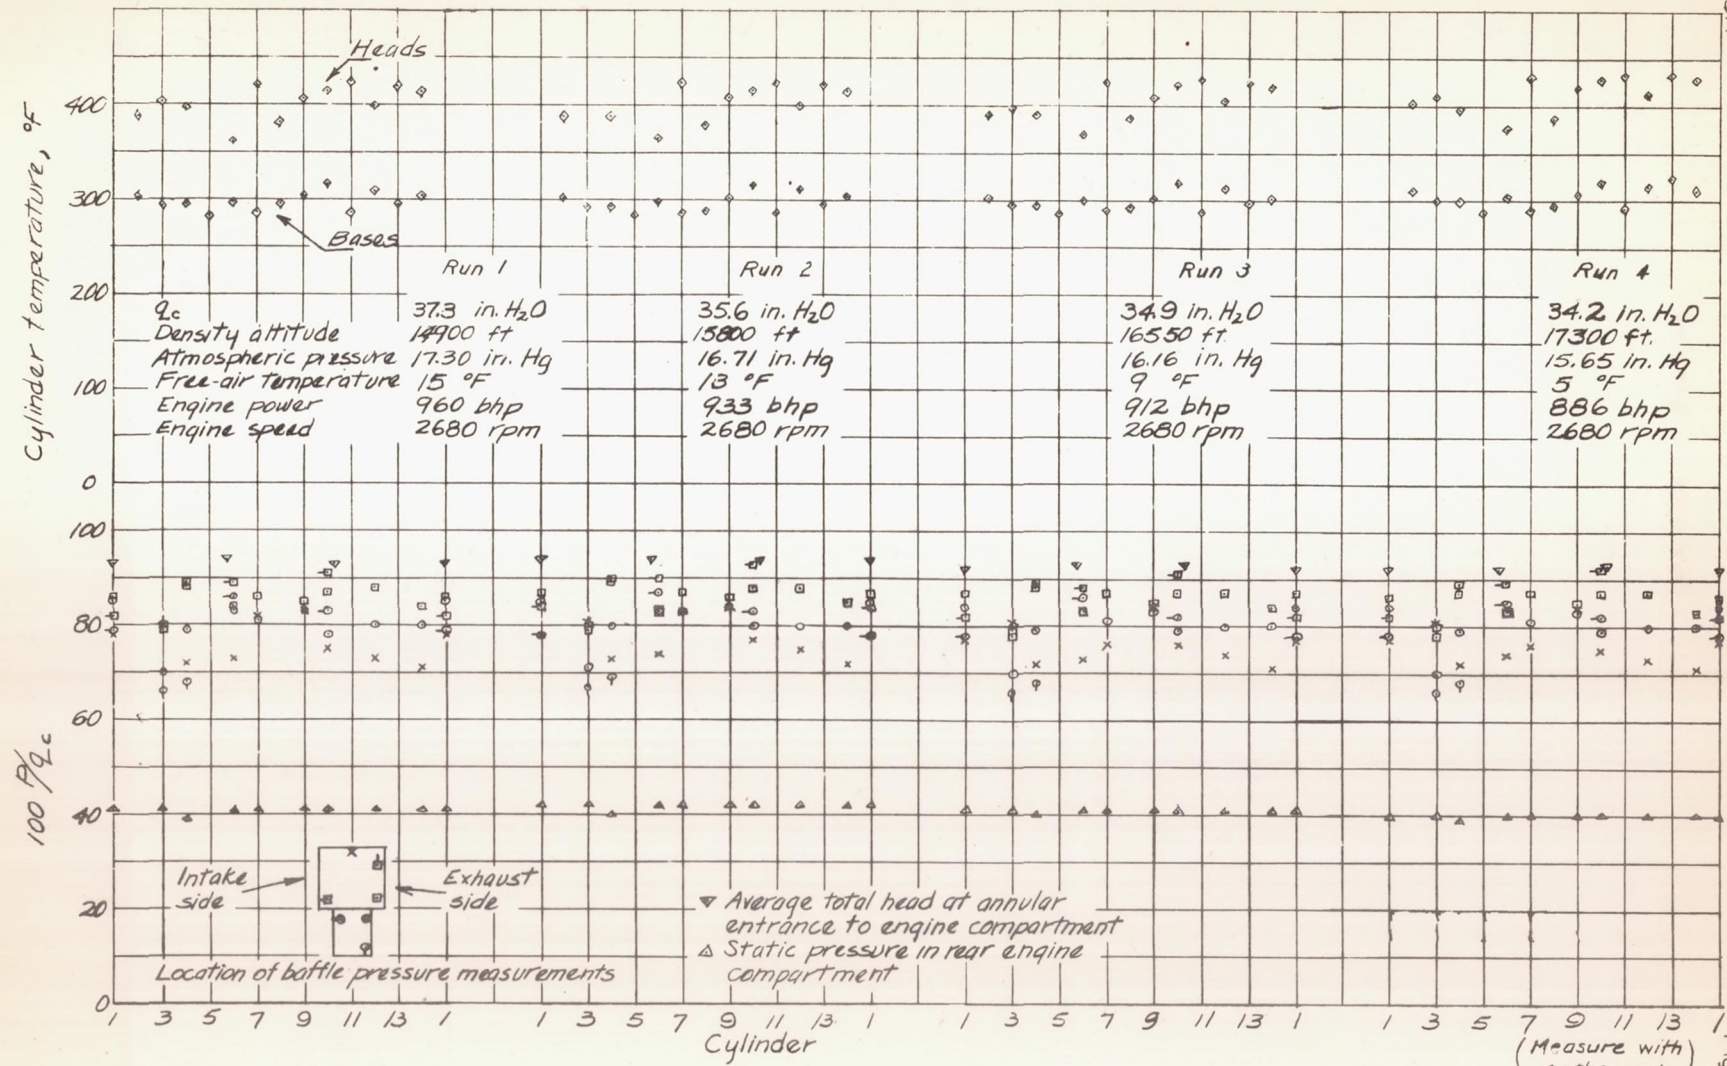 Heads
Cylinder temperature, °F
400
300
Bases
200
100
0
Run 1
Run 2
Run 3
Run 4
qc 37.3 in. H2O 35.6 in. H2O 34.9 in. H2O 34.2 in. H2O
Density altitude 14900 ft 15800 ft 16550 ft. 17300 ft.
Atmospheric pressure 17.30 in. Hg 16.71 in. Hg 16.16 in. Hg 15.65 in. Hg
Free-air temperature 15 °F 13 °F 9 °F 5 °F
Engine power 960 bhp 933 bhp 912 bhp 886 bhp
Engine speed 2680 rpm 2680 rpm 2680 rpm 2680 rpm
100 P/qc
100
80
60
40
20
0
Intake
side
Exhaust
side
Location of baffle pressure measurements
Average total head at annular
entrance to engine compartment
Static pressure in rear engine
compartment
1 3 5 7 9 11 13 1 1 3 5 7 9 11 13 1 1 3 5 7 9 11 13 1 1 3 5 7 9 11 13 1
Cylinder
(Measure with)